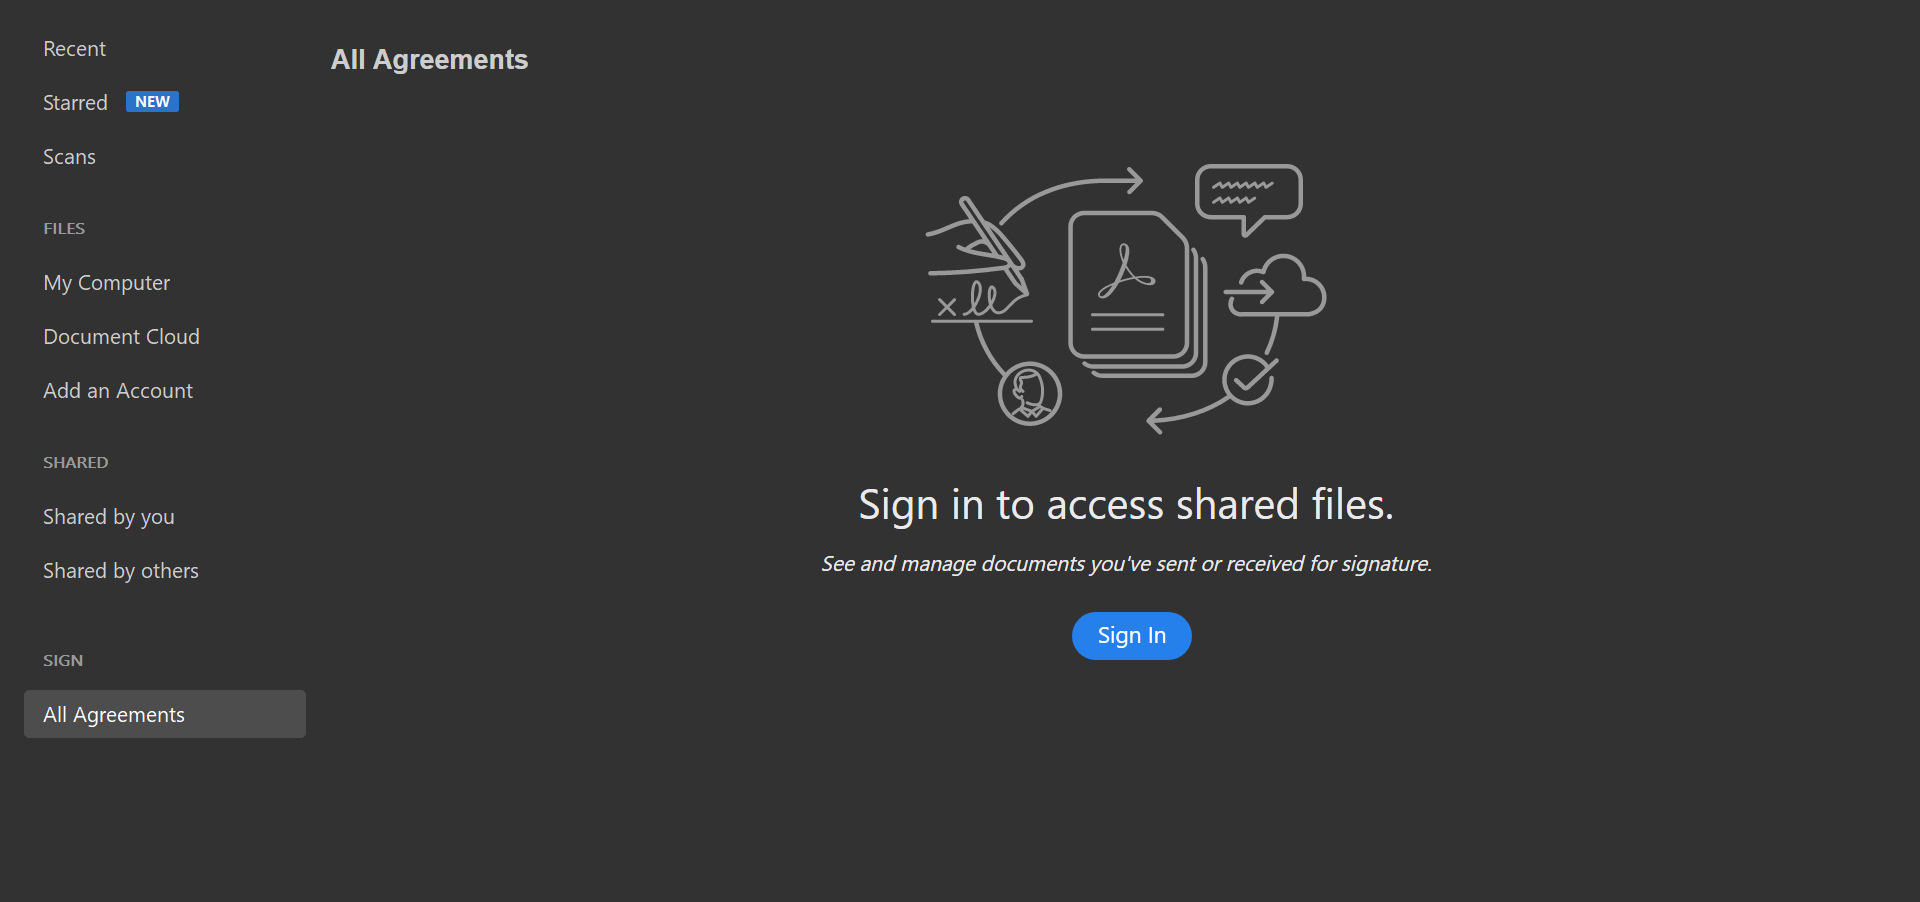 Recent
Starred NEW
Scans
FILES
My Computer
Document Cloud
Add an Account
SHARED
Shared by you
Shared by others
SIGN
All Agreements
All Agreements
Sign in to access shared files.
See and manage documents you've sent or received for signature.
Sign In